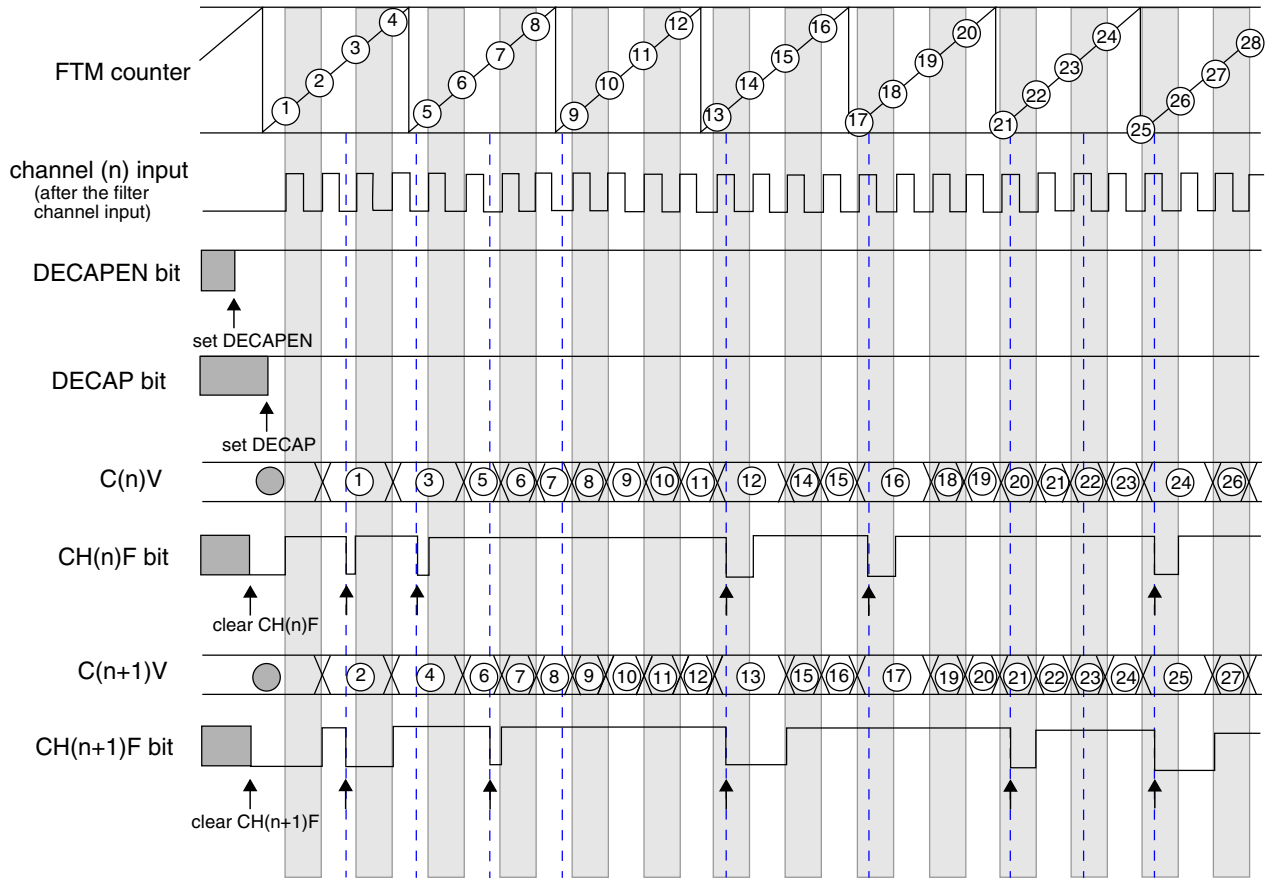 1 2 3 4 5 6 7 8 9 10 11 12 13 14 15 16 17 18 19 20 21 22 23 24 25 26 27 28
FTM counter
channel (n) input
(after the filter
channel input)
DECAPEN bit
set DECAPEN
DECAP bit
set DECAP
C(n)V 1 3 5 6 7 8 9 10 11 12 14 15 16 18 19 20 21 22 23 24 26
CH(n)F bit
clear CH(n)F
C(n+1)V 2 4 6 7 8 9 10 11 12 13 15 16 17 19 20 21 22 23 24 25 27
CH(n+1)F bit
clear CH(n+1)F